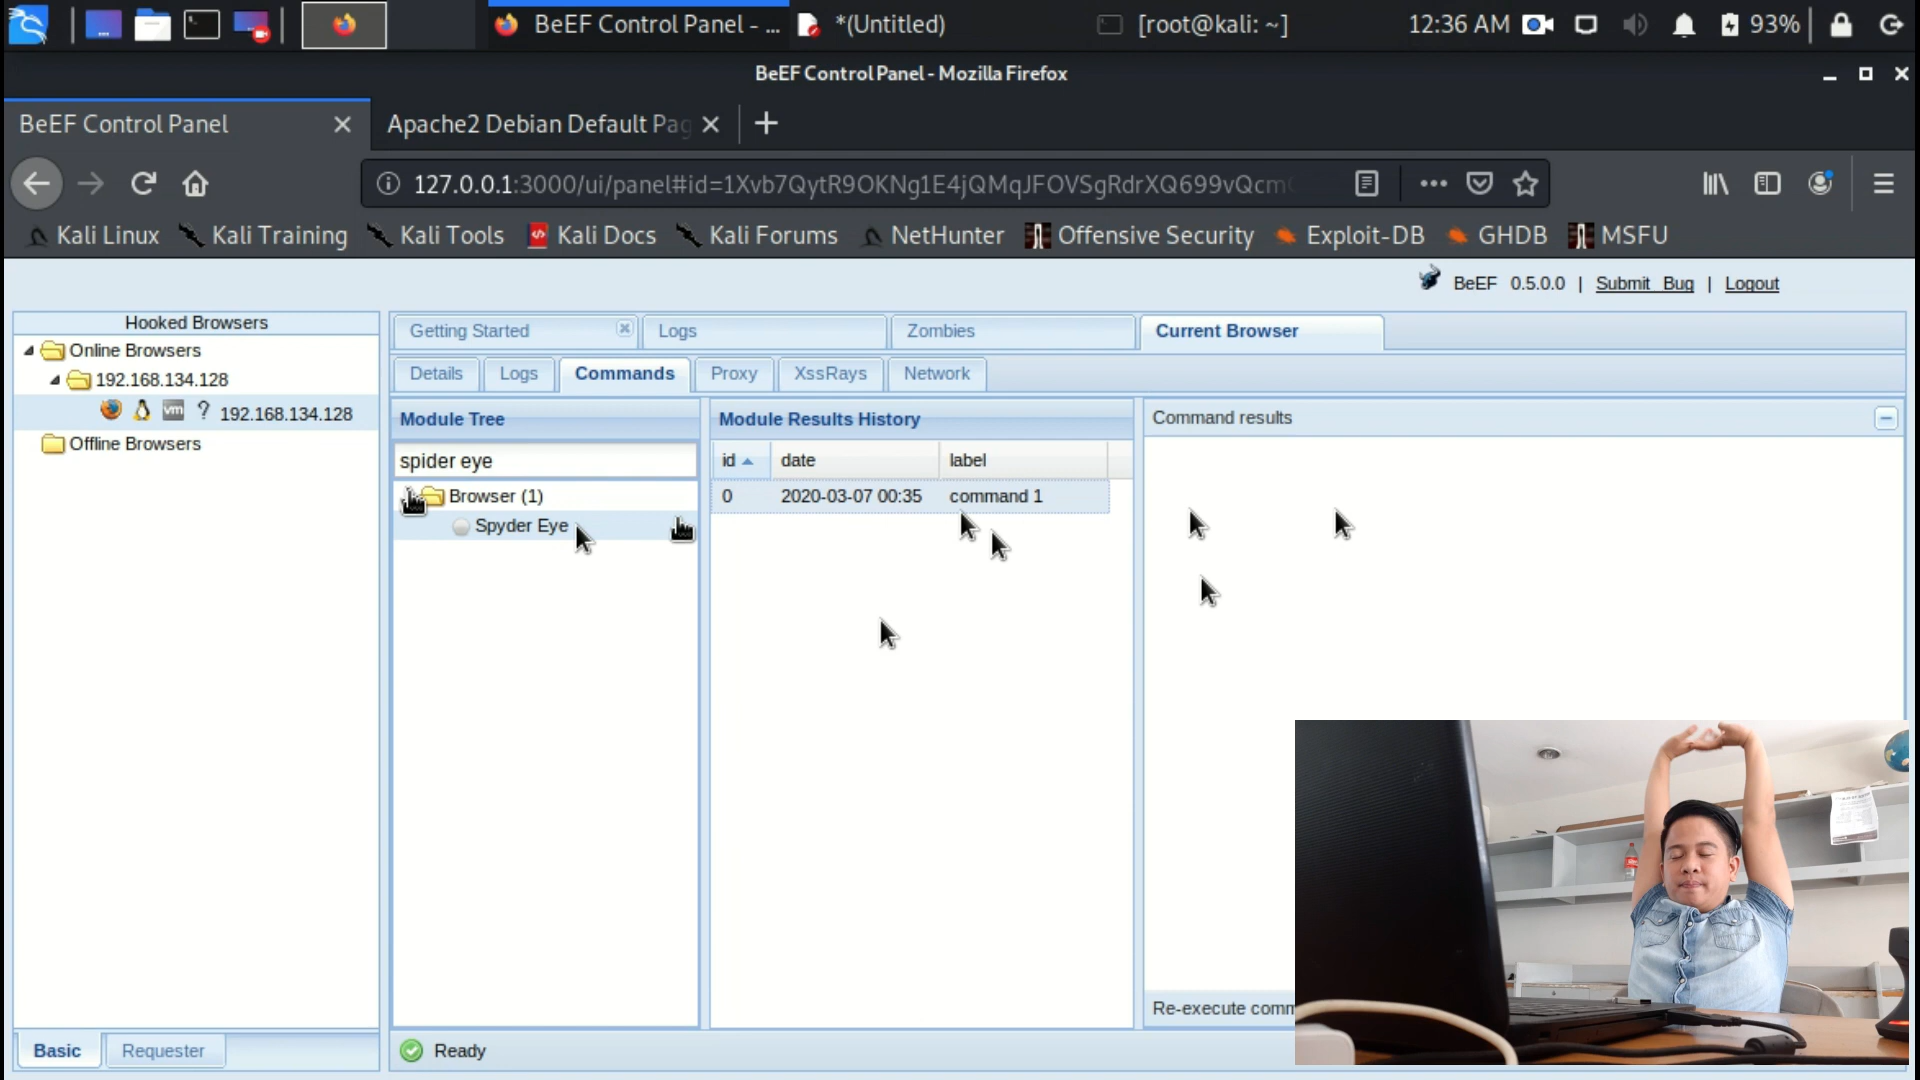 BeEF Control Panel - ...
*(Untitled)
[root@kali: ~]
12:36 AM
93%
BeEF Control Panel - Mozilla Firefox
BeEF Control Panel
Apache2 Debian Default Pag
127.0.0.1:3000/ui/panel#id=1Xvb7QytR9OKNg1E4jQMqJFOVSgRdrXQ699vQcm
Kali Linux
Kali Training
Kali Tools
Kali Docs
Kali Forums
NetHunter
Offensive Security
Exploit-DB
GHDB
MSFU
BeEF 0.5.0.0 | Submit Bug | Logout
Hooked Browsers
Online Browsers
192.168.134.128
vm
? 192.168.134.128
Offline Browsers
Getting Started
Logs
Zombies
Current Browser
Details
Logs
Commands
Proxy
XssRays
Network
Module Tree
spider eye
Browser (1)
Spyder Eye
Module Results History
id
date
label
0
2020-03-07 00:35
command 1
Command results
Re-execute comm
Basic
Requester
Ready